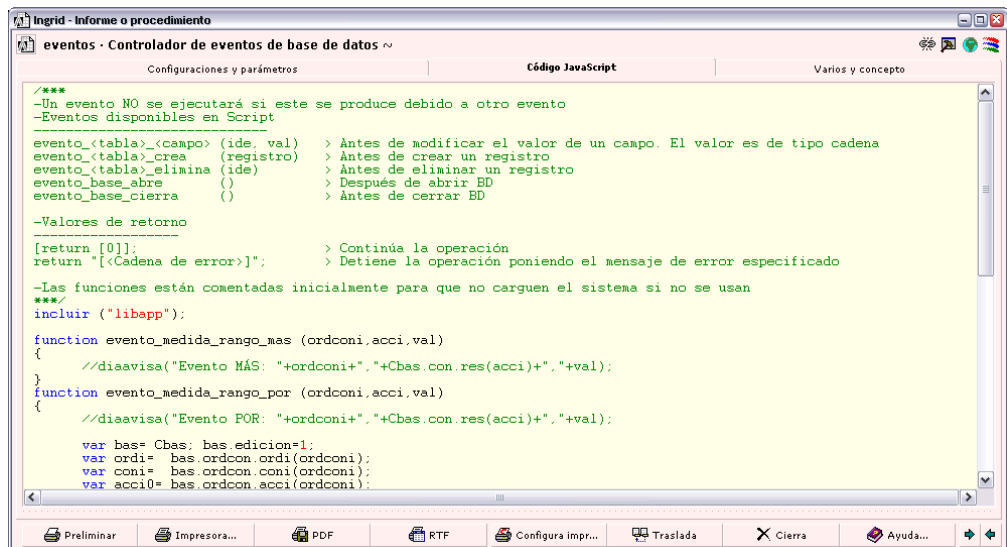 Ingrid - Informe o procedimiento
eventos · Controlador de eventos de base de datos ~
Configuraciones y parámetros
Código JavaScript
Varios y concepto
/***
-Un evento NO se ejecutará si este se produce debido a otro evento
-Eventos disponibles en Script
-----------------------------
evento_<tabla>_<campo> (ide, val)   > Antes de modificar el valor de un campo. El valor es de tipo cadena
evento_<tabla>_crea    (registro)   > Antes de crear un registro
evento_<tabla>_elimina (ide)        > Antes de eliminar un registro
evento_base_abre       ()           > Después de abrir BD
evento_base_cierra     ()           > Antes de cerrar BD
-Valores de retorno
------------------
[return [0]];                       > Continúa la operación
return "[<Cadena de error>]";       > Detiene la operación poniendo el mensaje de error especificado
-Las funciones están comentadas inicialmente para que no carguen el sistema si no se usan
***/
incluir ("libapp");
function evento_medida_rango_mas (ordconi,acci,val)
{
//diaavisa("Evento MÁS: "+ordconi+","+Cbas.con.res(acci)+","+val);
}
function evento_medida_rango_por (ordconi,acci,val)
{
//diaavisa("Evento POR: "+ordconi+","+Cbas.con.res(acci)+","+val);
var bas= Cbas; bas.edicion=1;
var ordi=  bas.ordcon.ordi(ordconi);
var coni=  bas.ordcon.coni(ordconi);
var acci0= bas.ordcon.acci(ordconi);
Preliminar
Impresora...
PDF
RTF
Configura impr...
Traslada
Cierra
Ayuda...